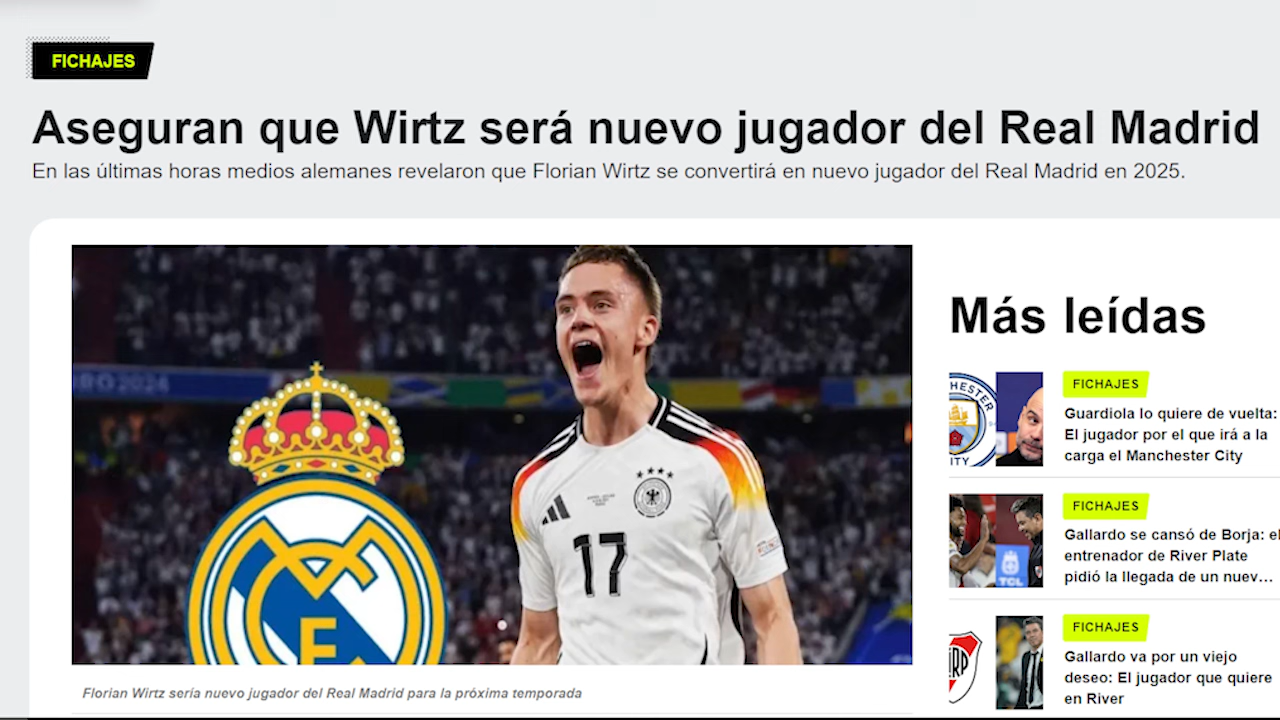 FICHAJES
Aseguran que Wirtz será nuevo jugador del Real Madrid
En las últimas horas medios alemanes revelaron que Florian Wirtz se convertirá en nuevo jugador del Real Madrid en 2025.
EURO2024
17
Florian Wirtz sería nuevo jugador del Real Madrid para la próxima temporada
Más leídas
FICHAJES
Guardiola lo quiere de vuelta:
El jugador por el que irá a la
carga el Manchester City
FICHAJES
Gallardo se cansó de Borja: el
entrenador de River Plate
pidió la llegada de un nuev...
TCL
FICHAJES
Gallardo va por un viejo
deseo: El jugador que quiere
en River